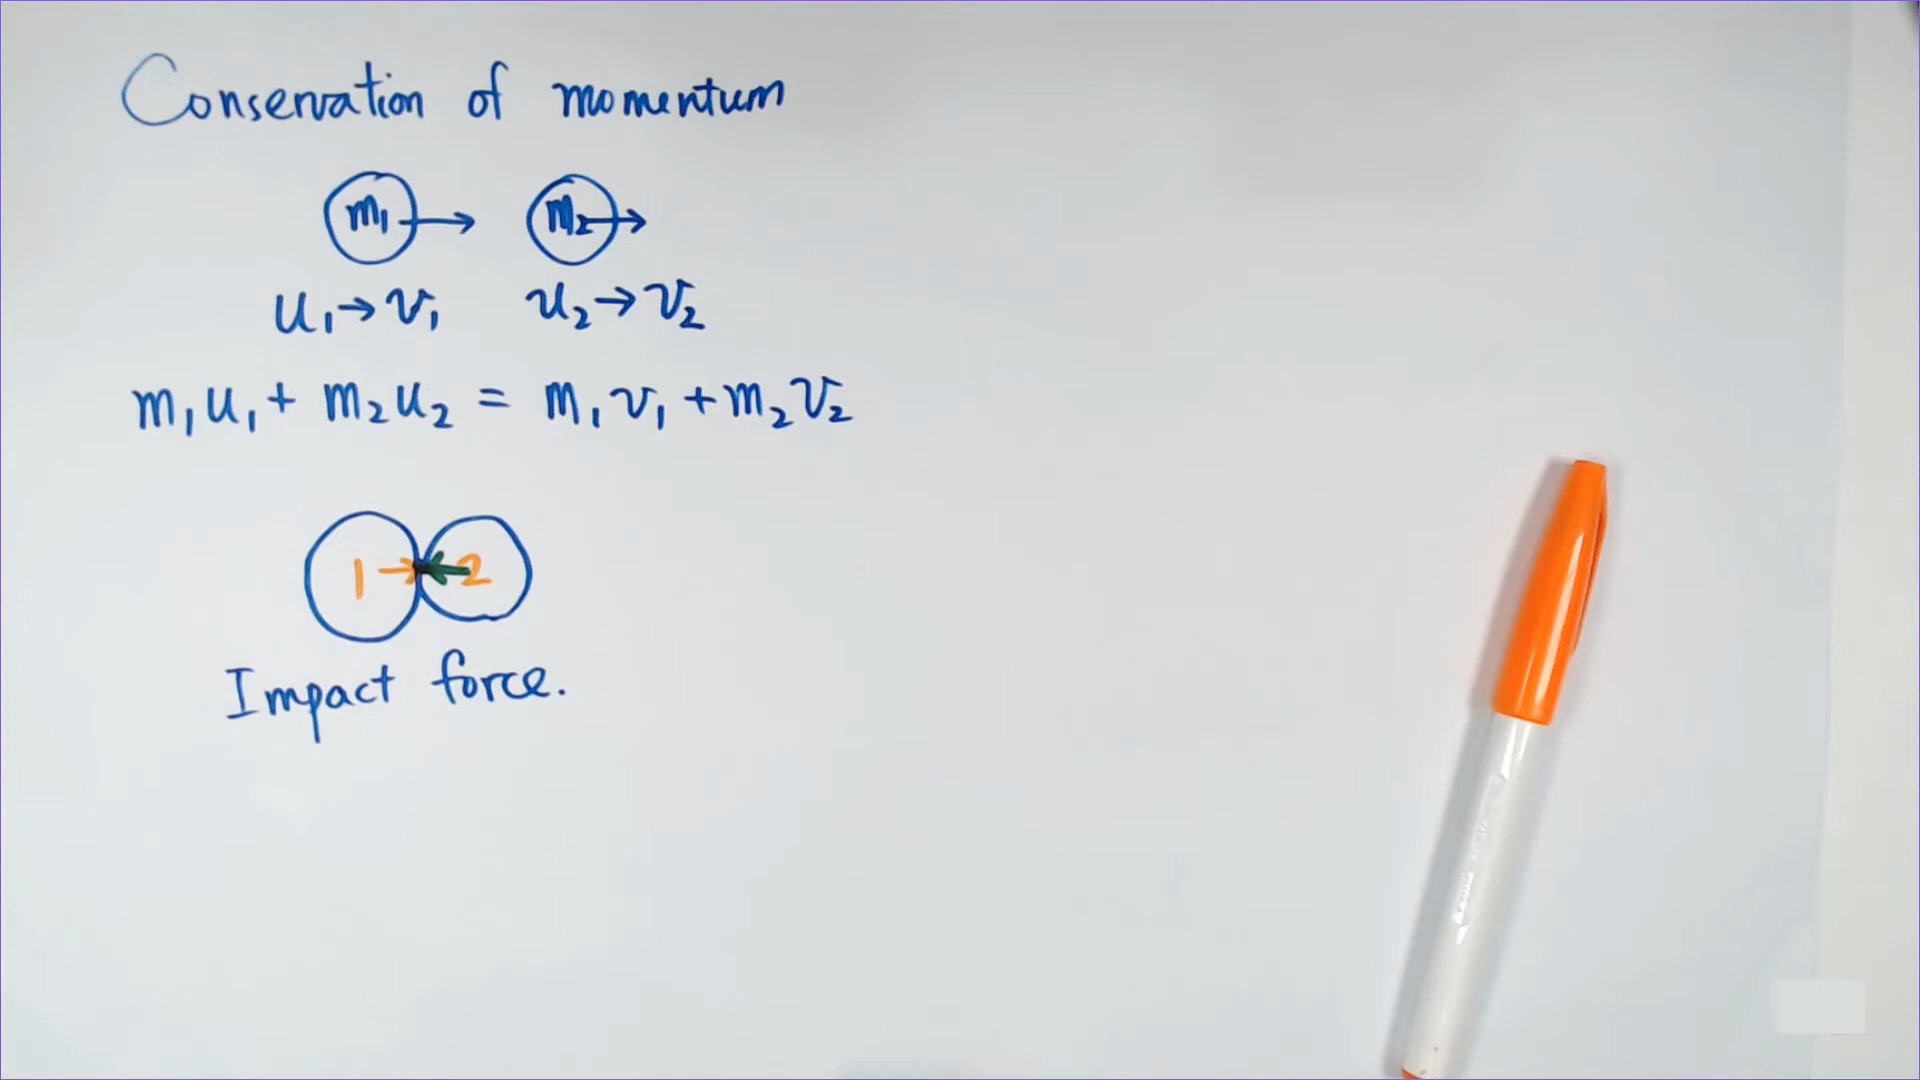 Conservation of momentum
m₁ m₂
u₁→v₁ u₂→v₂
m₁u₁ + m₂u₂ = m₁v₁ + m₂v₂
1 2
Impact force.